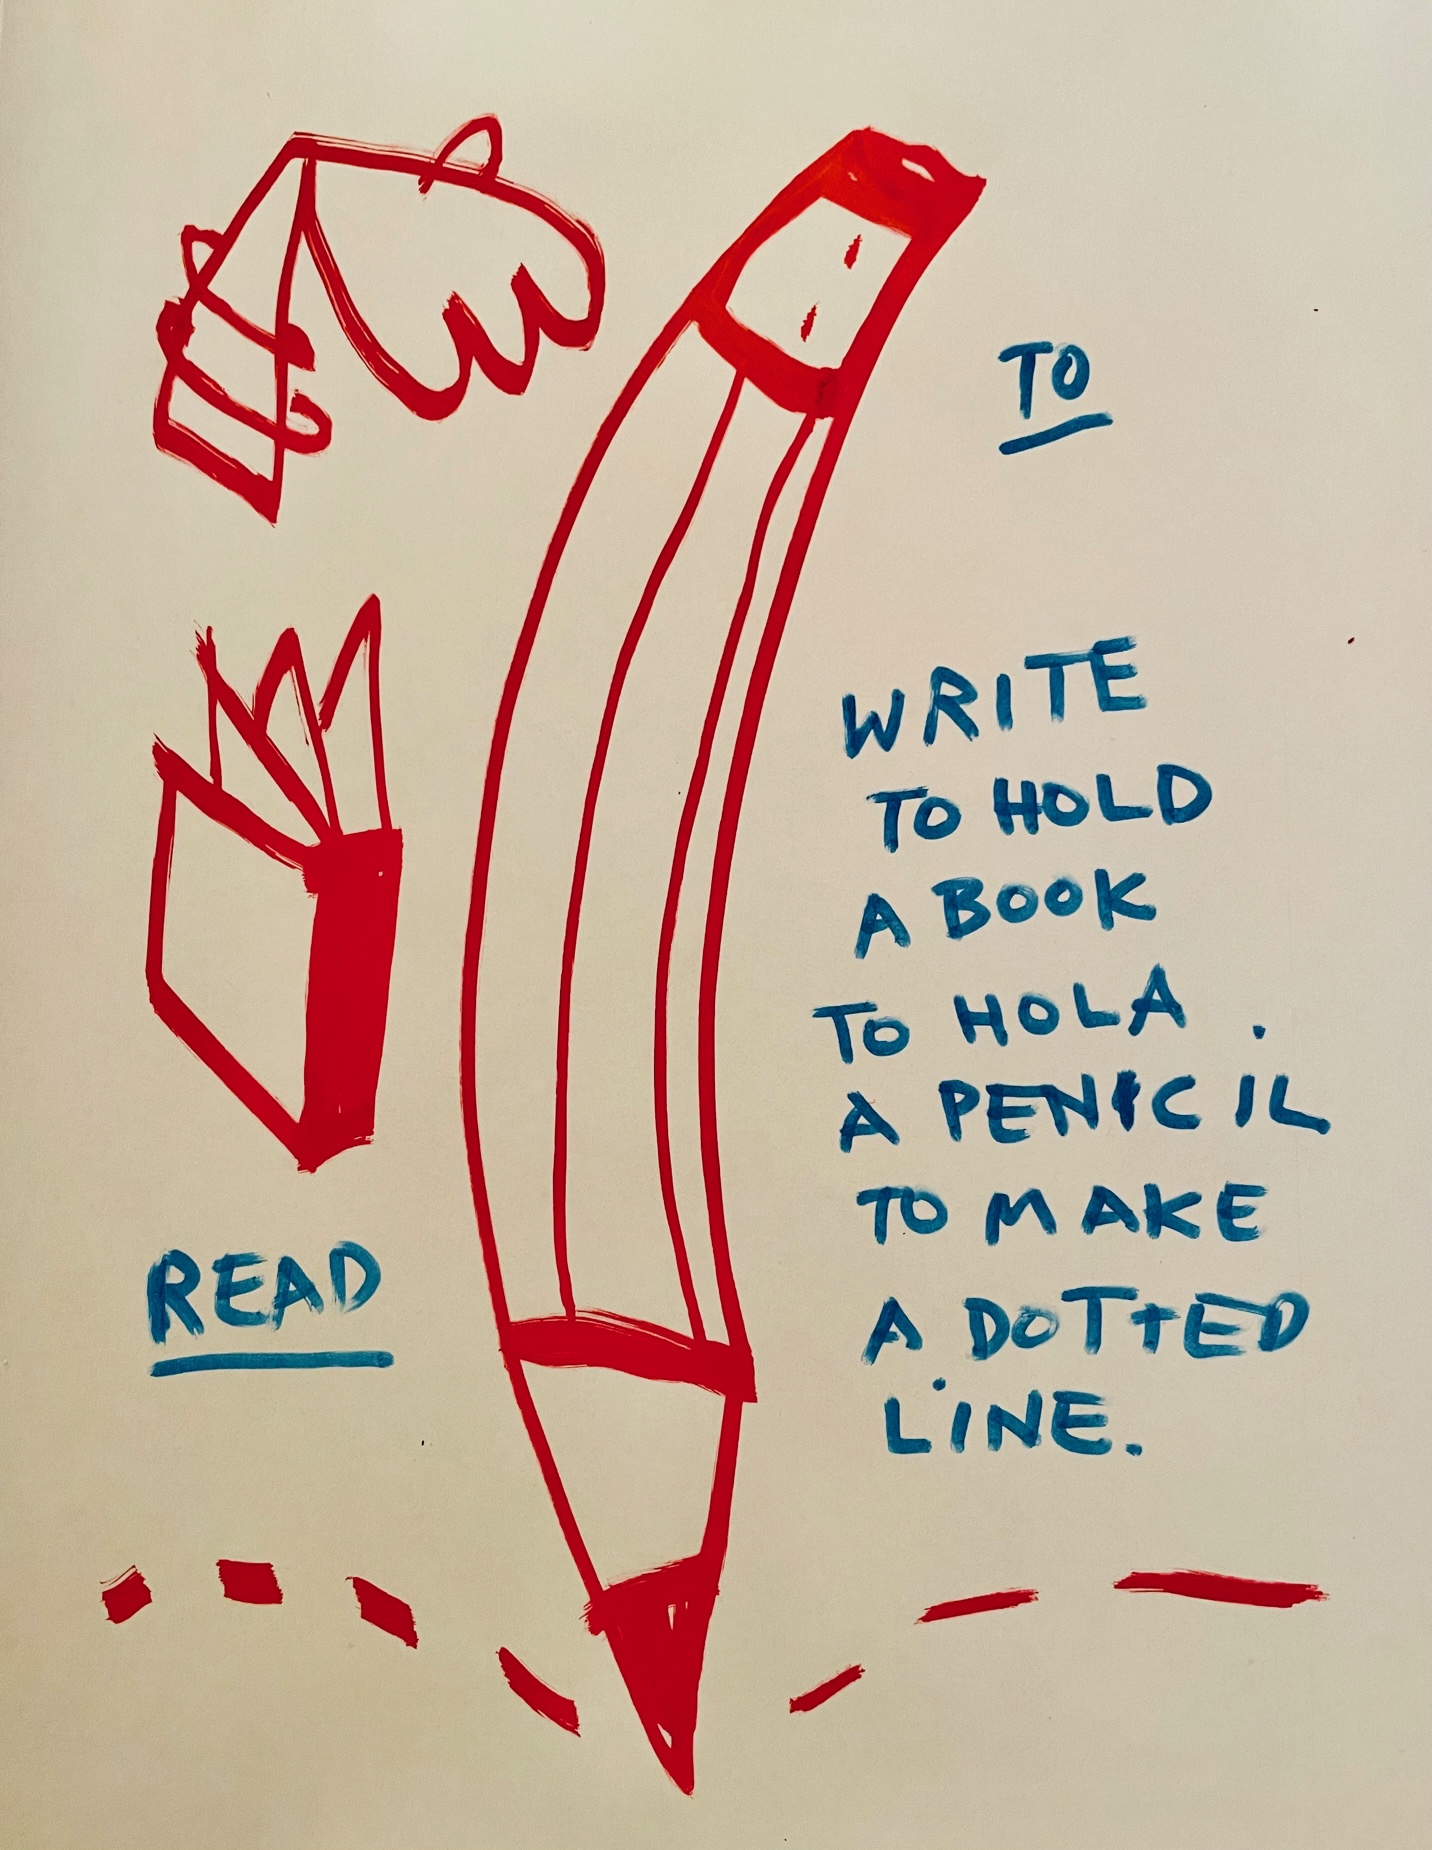 TO
WRITE
TO HOLD
A BOOK
TO HOLA .
A PENCIL
TO MAKE
A DOTTED
LINE.
READ